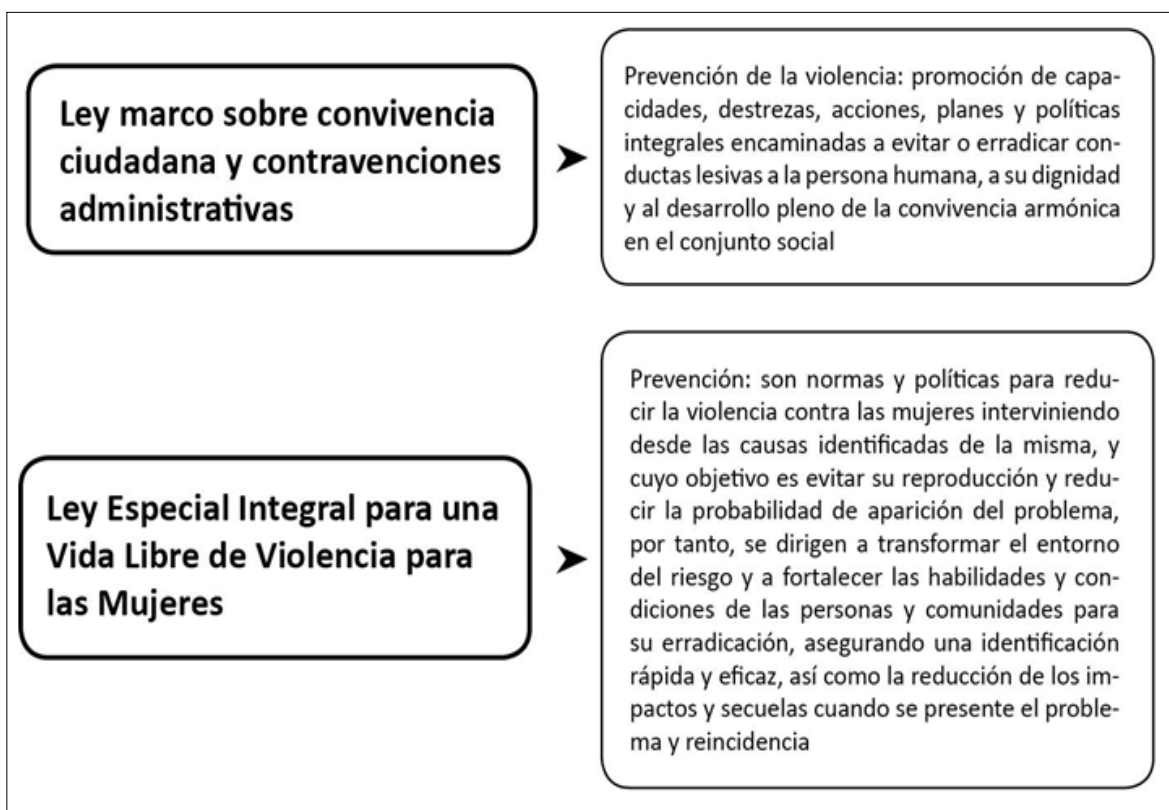 Ley marco sobre convivencia
ciudadana y contravenciones
administrativas
Prevención de la violencia: promoción de capa-
cidades, destrezas, acciones, planes y políticas
integrales encaminadas a evitar o erradicar con-
ductas lesivas a la persona humana, a su dignidad
y al desarrollo pleno de la convivencia armónica
en el conjunto social
Ley Especial Integral para una
Vida Libre de Violencia para
las Mujeres
Prevención: son normas y políticas para redu-
cir la violencia contra las mujeres interviniendo
desde las causas identificadas de la misma, y
cuyo objetivo es evitar su reproducción y redu-
cir la probabilidad de aparición del problema,
por tanto, se dirigen a transformar el entorno
del riesgo y a fortalecer las habilidades y con-
diciones de las personas y comunidades para
su erradicación, asegurando una identificación
rápida y eficaz, así como la reducción de los im-
pactos y secuelas cuando se presente el proble-
ma y reincidencia